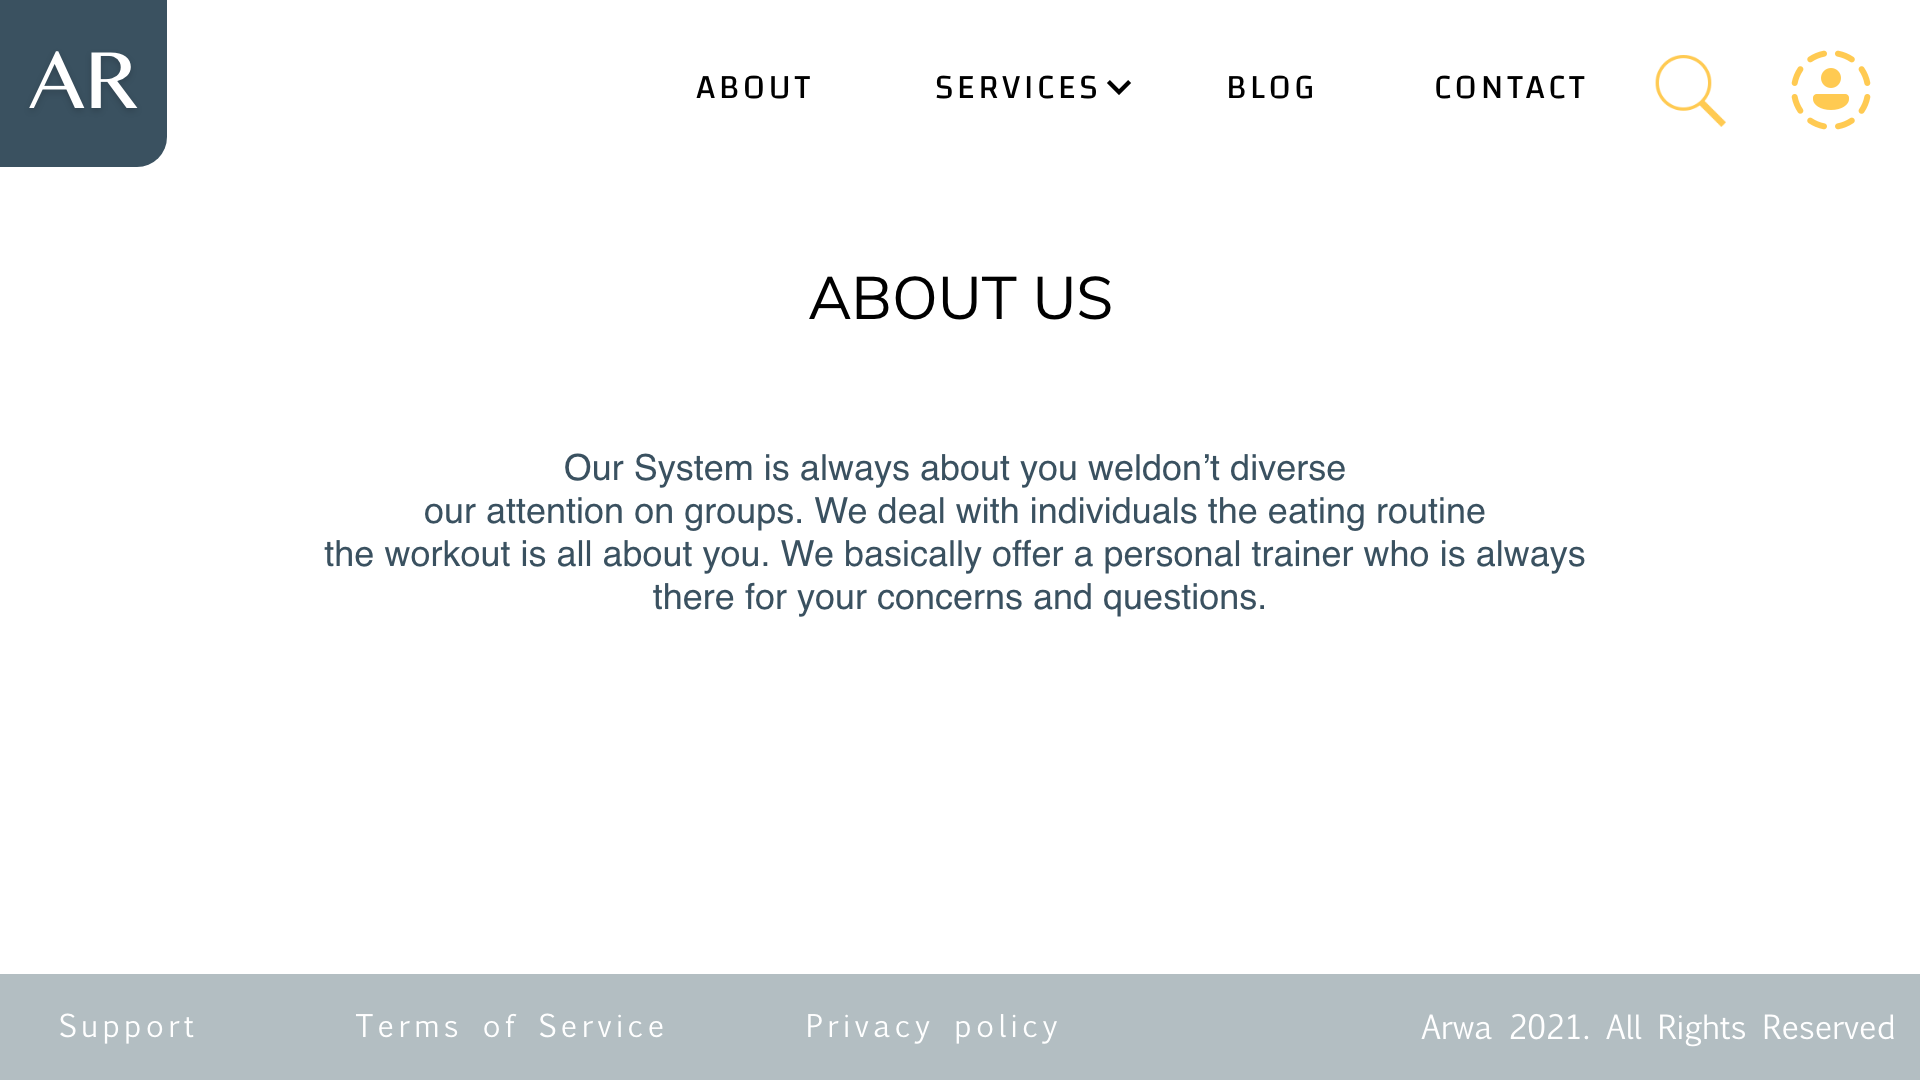 AR
ABOUT
SERVICES
BLOG
CONTACT
ABOUT US
Our System is always about you weldon’t diverse
our attention on groups. We deal with individuals the eating routine
the workout is all about you. We basically offer a personal trainer who is always
there for your concerns and questions.
Support
Terms of Service
Privacy policy
Arwa 2021. All Rights Reserved